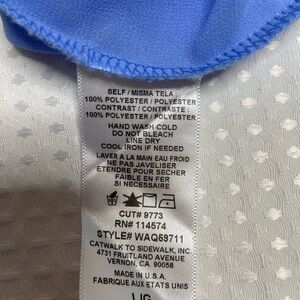 SELF / MISMA TELA :
100% POLYESTER / POLYESTER
CONTRAST / CONTRASTE :
100% POLYESTER / POLYESTER
HAND WASH COLD
DO NOT BLEACH
LINE DRY
COOL IRON IF NEEDED
LAVER A LA MAIN EAU FROID
NE PAS JAVELISER
ETENDRE POUR SECHER
FAIBLE EN FER
SI NECESSAIRE
CUT# 9773
RN# 114574
STYLE# WAQ59711
CATWALK TO SIDEWALK, INC.
4731 FRUITLAND AVENUE
VERNON, CA. 90058
MADE IN U.S.A.
FABRIQUE AUX ETATS UNIS